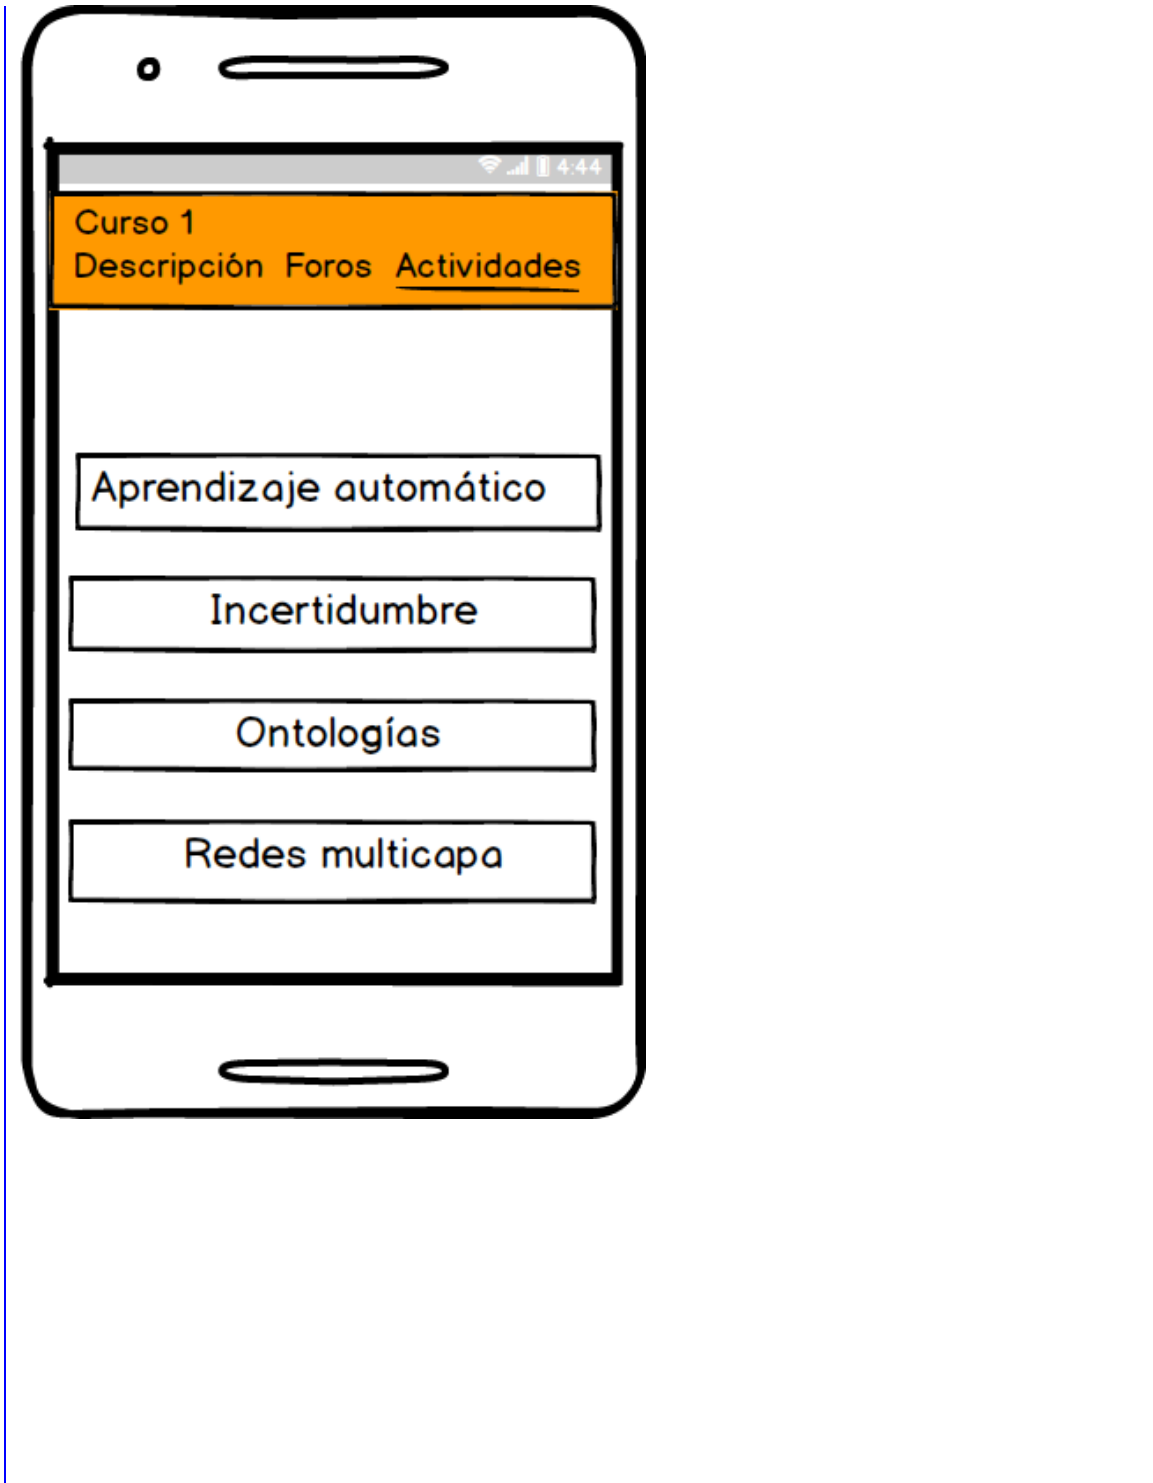 4:44
Curso 1
Descripción Foros Actividades
Aprendizaje automático
Incertidumbre
Ontologías
Redes multicapa